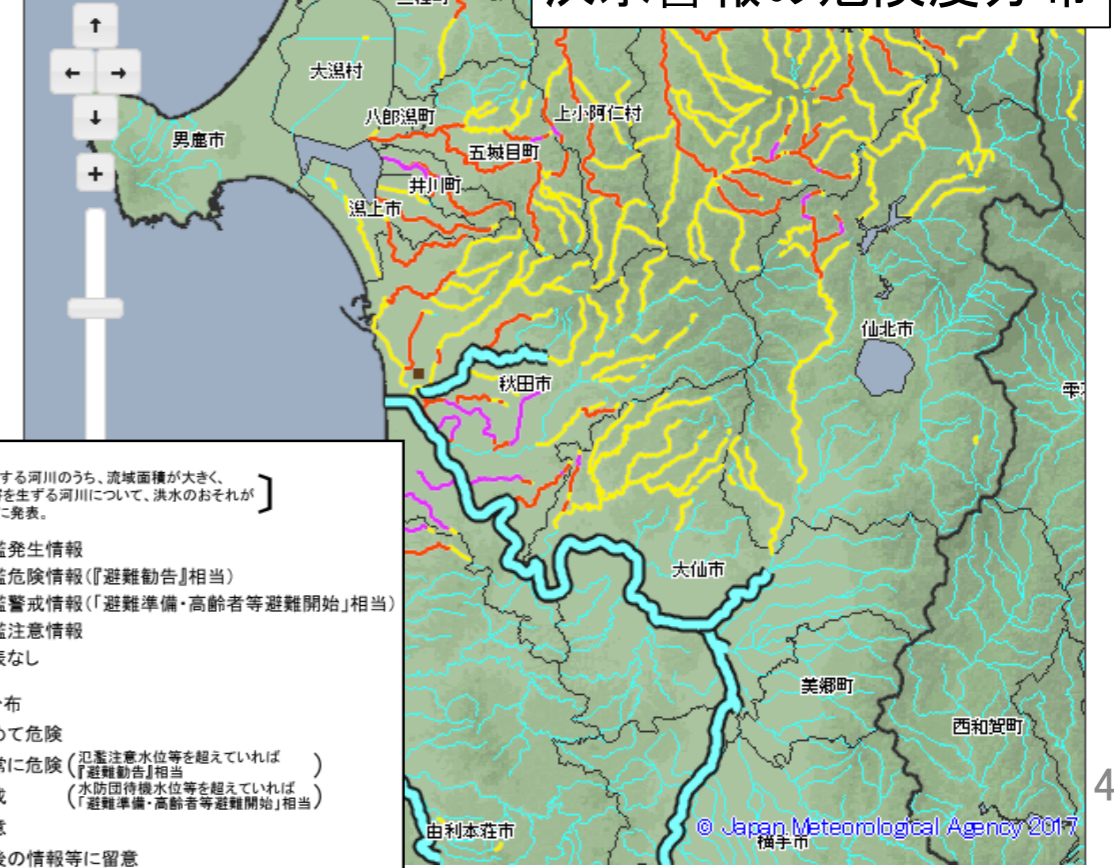 洪水警報の危険度分布
大潟村
八郎潟町
上小阿仁村
男鹿市
五城目町
井川町
潟上市
仙北市
秋田市
する河川のうち、流域面積が大きく、
を生ずる河川について、洪水のおそれが
に発表。
発生情報
危険情報(『避難勧告』相当)
警戒情報(「避難準備・高齢者等避難開始」相当)
注意情報
なし
布
めて危険
常に危険(氾濫注意水位等を超えていれば
『避難勧告』相当)
(水防団待機水位等を超えていれば
「避難準備・高齢者等避難開始」相当)
後の情報等に留意
大仙市
美郷町
西和賀町
由利本荘市
横手市
© Japan Meteorological Agency 2017
4